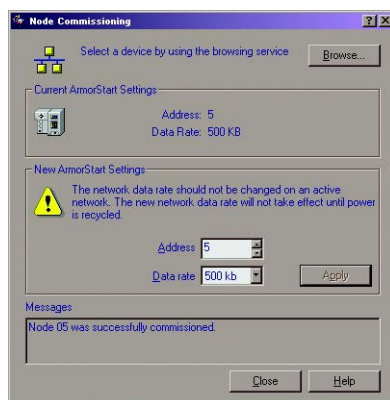 Node Commissioning
Select a device by using the browsing service
Browse...
Current ArmorStart Settings
Address: 5
Data Rate: 500 KB
New ArmorStart Settings
The network data rate should not be changed on an active
network. The new network data rate will not take effect until power
is recycled.
Address 5
Data rate 500 kb
Apply
Messages
Node 05 was successfully commissioned.
Close Help